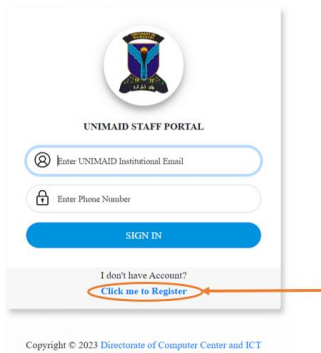 UNIMAID STAFF PORTAL
Enter UNIMAID Institutional Email
Enter Phone Number
SIGN IN
I don't have Account?
Click me to Register
Copyright © 2023 Directorate of Computer Center and ICT